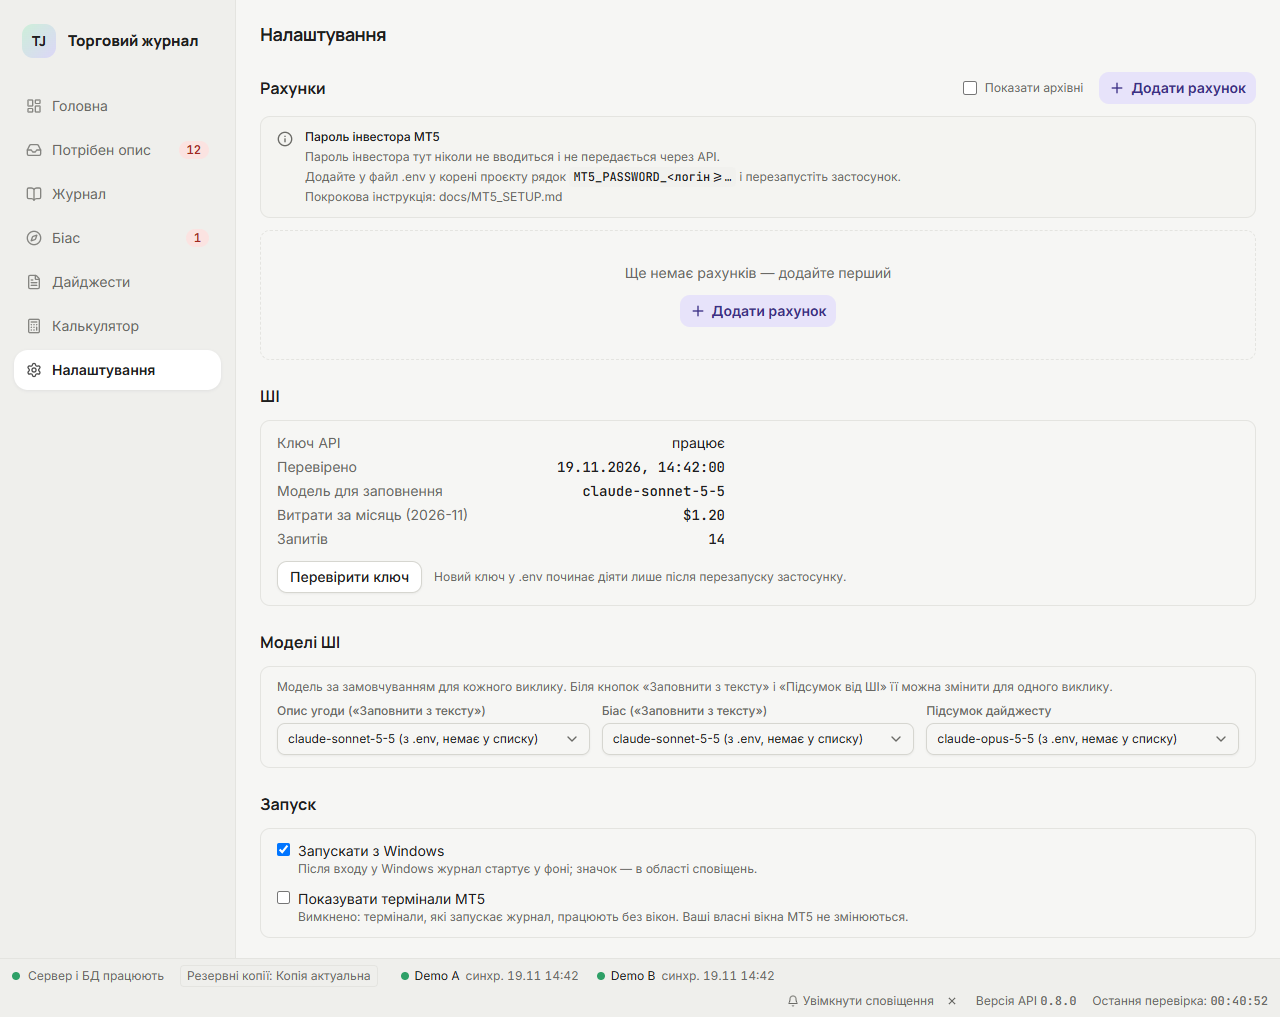 TJ Торговий журнал
Головна
Потрібен опис 12
Журнал
Біас 1
Дайджести
Калькулятор
Налаштування
Налаштування
Рахунки
Показати архівні
+ Додати рахунок
Пароль інвестора MT5
Пароль інвестора тут ніколи не вводиться і не передається через API.
Додайте у файл .env у корені проєкту рядок MT5_PASSWORD_<логін>=… і перезапустіть застосунок.
Покрокова інструкція: docs/MT5_SETUP.md
Ще немає рахунків — додайте перший
+ Додати рахунок
ШІ
Ключ API працює
Перевірено 19.11.2026, 14:42:00
Модель для заповнення claude-sonnet-5-5
Витрати за місяць (2026-11) $1.20
Запитів 14
Перевірити ключ Новий ключ у .env починає діяти лише після перезапуску застосунку.
Моделі ШІ
Модель за замовчуванням для кожного виклику. Біля кнопок «Заповнити з тексту» і «Підсумок від ШІ» її можна змінити для одного виклику.
Опис угоди («Заповнити з тексту») Біас («Заповнити з тексту») Підсумок дайджесту
claude-sonnet-5-5 (з .env, немає у списку) claude-sonnet-5-5 (з .env, немає у списку) claude-opus-5-5 (з .env, немає у списку)
Запуск
Запускати з Windows
Після входу у Windows журнал стартує у фоні; значок — в області сповіщень.
Показувати термінали MT5
Вимкнено: термінали, які запускає журнал, працюють без вікон. Ваші власні вікна MT5 не змінюються.
Сервер і БД працюють Резервні копії: Копія актуальна Demo A синхр. 19.11 14:42 Demo B синхр. 19.11 14:42
Увімкнути сповіщення × Версія API 0.8.0 Остання перевірка: 00:40:52